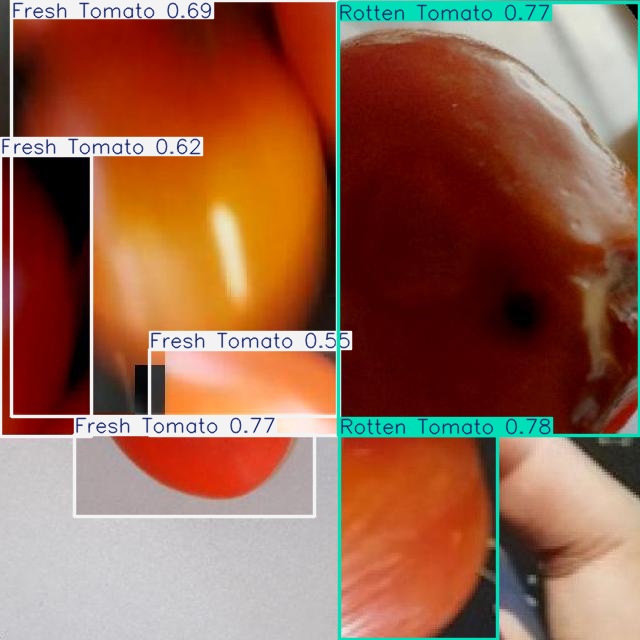 Fresh Tomato 0.69
Rotten Tomato 0.77
Fresh Tomato 0.62
Fresh Tomato 0.55
Fresh Tomato 0.77
Rotten Tomato 0.78